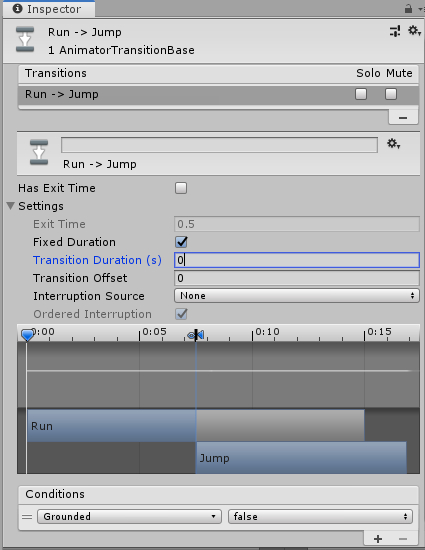 Inspector
Run -> Jump
1 AnimatorTransitionBase
Transitions Solo Mute
Run -> Jump
Run -> Jump
Has Exit Time
Settings
Exit Time 0.5
Fixed Duration
Transition Duration (s) 0
Transition Offset 0
Interruption Source None
Ordered Interruption
0:00 0:05 0:10 0:15
Run
Jump
Conditions
Grounded false